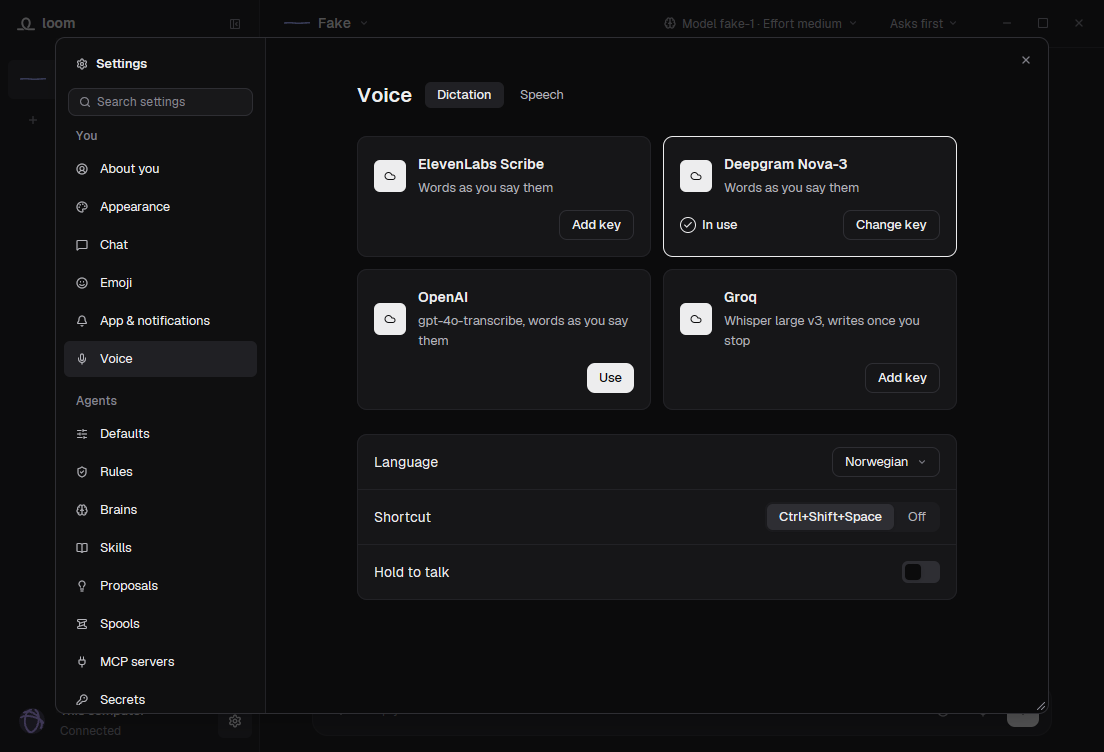 loom
Fake
Model fake-1 · Effort medium
Asks first
Settings
Search settings
You
About you
Appearance
Chat
Emoji
App & notifications
Voice
Agents
Defaults
Rules
Brains
Skills
Proposals
Spools
MCP servers
Secrets
Connected
Voice
Dictation
Speech
ElevenLabs Scribe
Words as you say them
Add key
Deepgram Nova-3
Words as you say them
In use
Change key
OpenAI
gpt-4o-transcribe, words as you say
them
Use
Groq
Whisper large v3, writes once you
stop
Add key
Language
Norwegian
Shortcut
Ctrl+Shift+Space
Off
Hold to talk